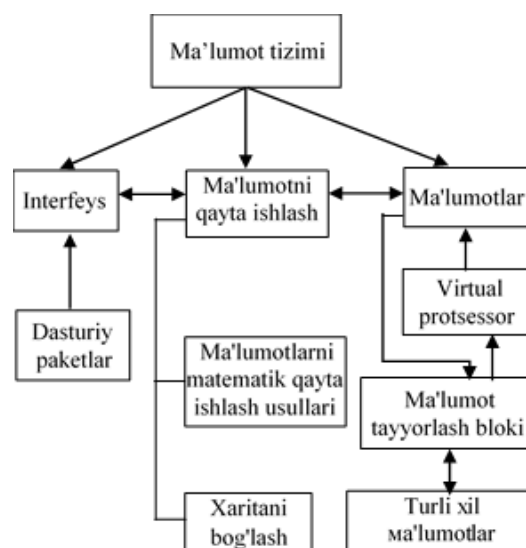 Ma’lumot tizimi
Interfeys
Ma'lumotni
qayta ishlash
Ma'lumotlar
Dasturiy
paketlar
Virtual
protsessor
Ma'lumotlarni
matematik qayta
ishlash usullari
Ma'lumot
tayyorlash bloki
Xaritani
bog'lash
Turli xil
ма'lumotlar